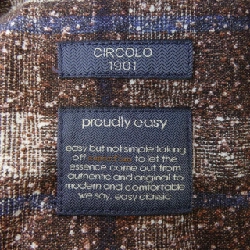 CIRCOLO
1901
proudly easy
easy but not simple taking
off to let the
essence come out from
authentic and original to
modern and comfortable
we say, easy classic